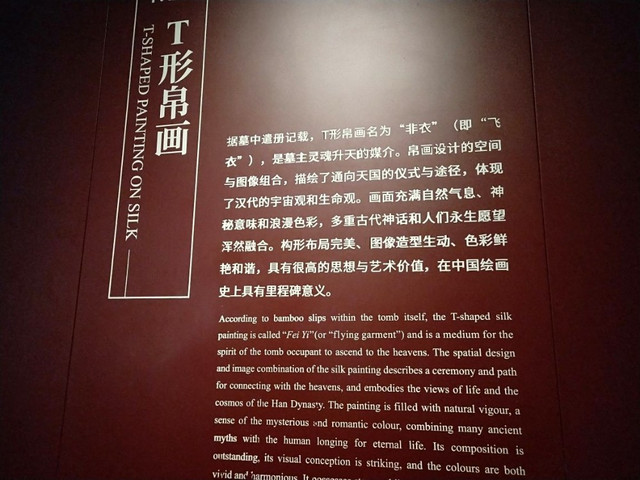 T形帛画
T-SHAPED PAINTING ON SILK
据墓中遣册记载，T形帛画名为“非衣”（即“飞
衣”），是墓主灵魂升天的媒介。帛画设计的空间
与图像组合，描绘了通向天国的仪式与途径，体现
了汉代的宇宙观和生命观。画面充满自然气息、神
秘意味和浪漫色彩，多重古代神话和人们永生愿望
浑然融合。构形布局完美、图像造型生动、色彩鲜
艳和谐，具有很高的思想与艺术价值，在中国绘画
史上具有里程碑意义。
According to bamboo slips within the tomb itself, the T-shaped silk
painting is called “Fei Yi”(or “flying garment”) and is a medium for the
spirit of the tomb occupant to ascend to the heavens. The spatial design
and image combination of the silk painting describes a ceremony and path
for connecting with the heavens, and embodies the views of life and the
cosmos of the Han Dynasty. The painting is filled with natural vigour, a
sense of the mysterious and romantic colour, combining many ancient
myths with the human longing for eternal life. Its composition is
outstanding, its visual conception is striking, and the colours are both
vivid and harmonious. It